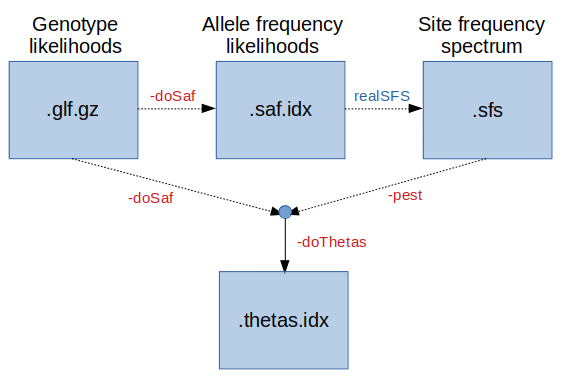 Genotype
likelihoods
Allele frequency
likelihoods
Site frequency
spectrum
.glf.gz
-doSaf
.saf.idx
realSFS
.sfs
-doSaf
-pest
-doThetas
.thetas.idx